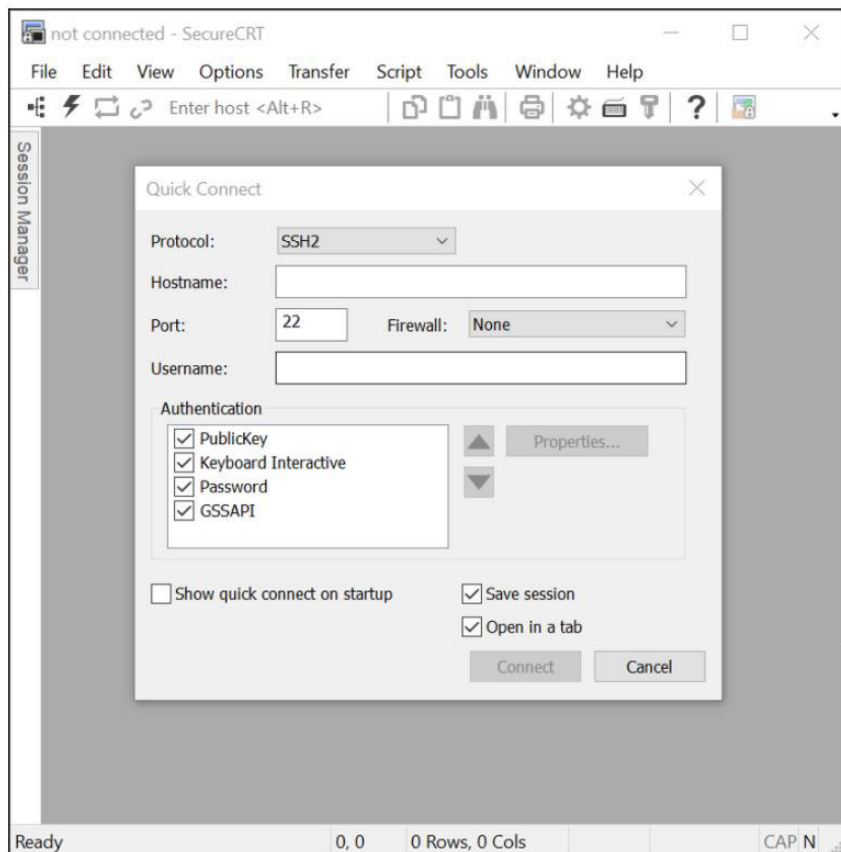 not connected - SecureCRT
File Edit View Options Transfer Script Tools Window Help
Enter host <Alt+R>
Session Manager
Quick Connect
Protocol: SSH2
Hostname:
Port: 22 Firewall: None
Username:
Authentication
PublicKey
Properties...
Keyboard Interactive
Password
GSSAPI
Show quick connect on startup
Save session
Open in a tab
Connect Cancel
Ready 0, 0 0 Rows, 0 Cols CAP N